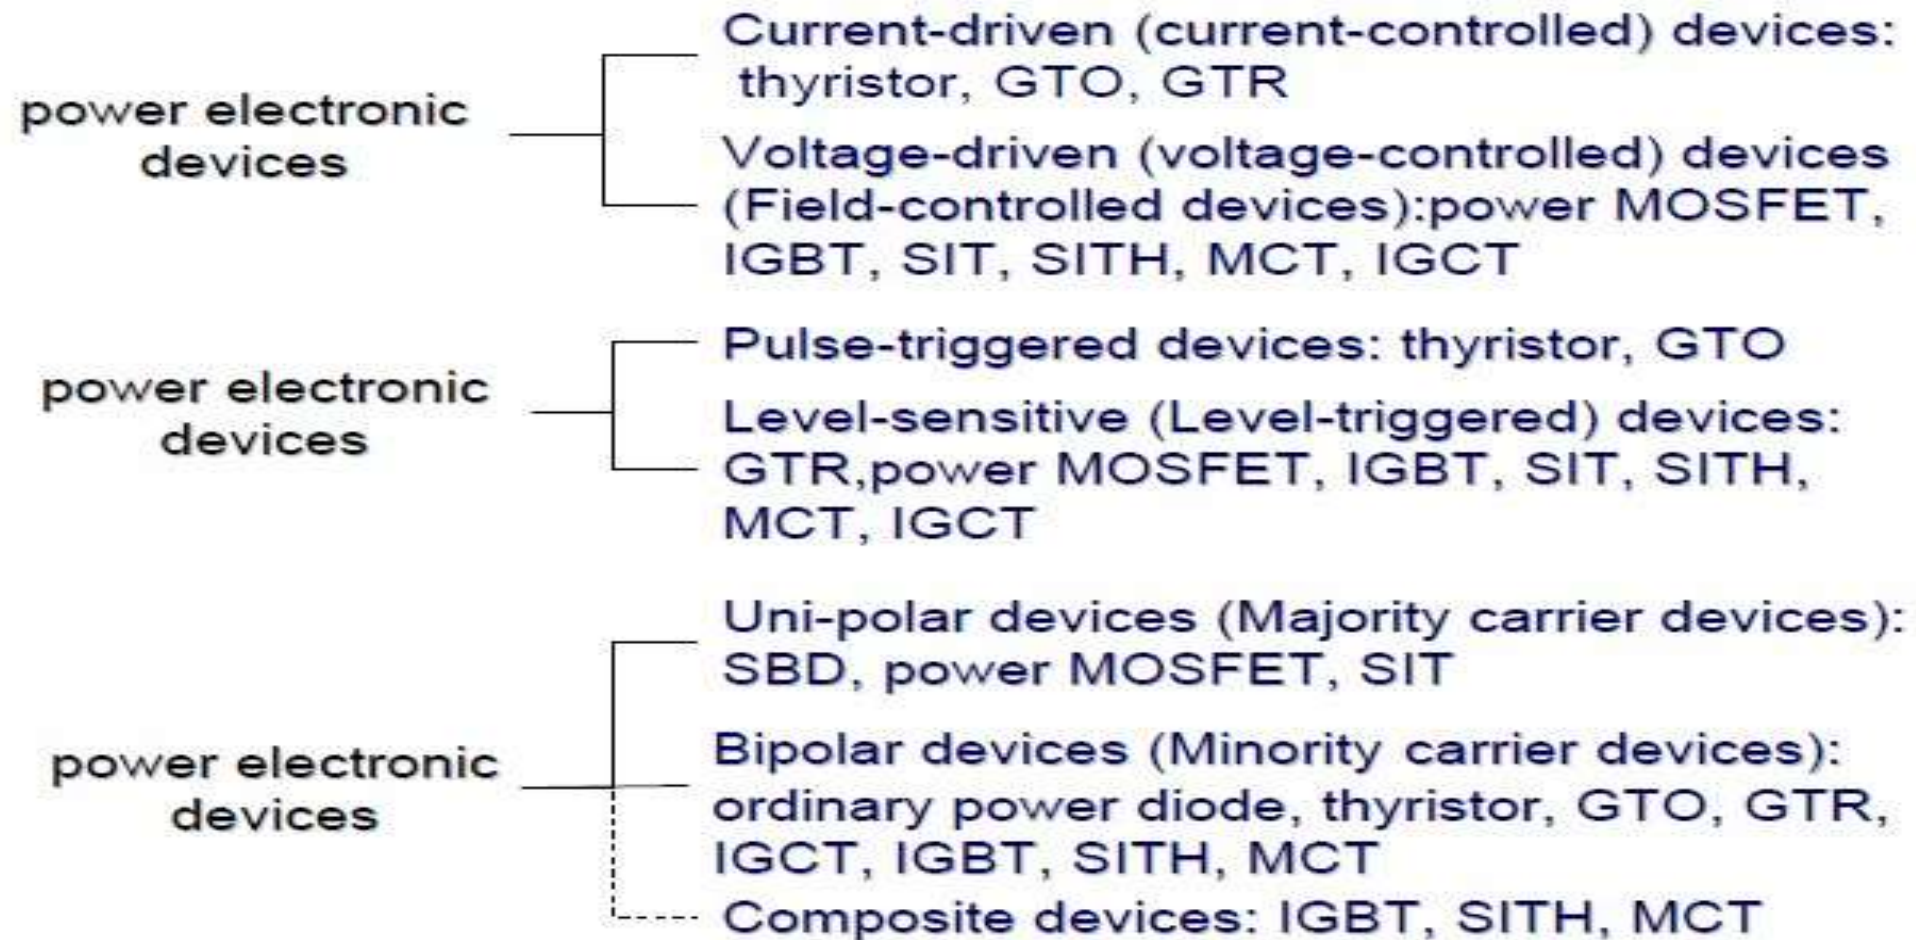 Current-driven (current-controlled) devices:
thyristor, GTO, GTR
power electronic
devices
Voltage-driven (voltage-controlled) devices
(Field-controlled devices):power MOSFET,
IGBT, SIT, SITH, MCT, IGCT
Pulse-triggered devices: thyristor, GTO
power electronic
devices
Level-sensitive (Level-triggered) devices:
GTR,power MOSFET, IGBT, SIT, SITH,
MCT, IGCT
Uni-polar devices (Majority carrier devices):
SBD, power MOSFET, SIT
power electronic
devices
Bipolar devices (Minority carrier devices):
ordinary power diode, thyristor, GTO, GTR,
IGCT, IGBT, SITH, MCT
Composite devices: IGBT, SITH, MCT